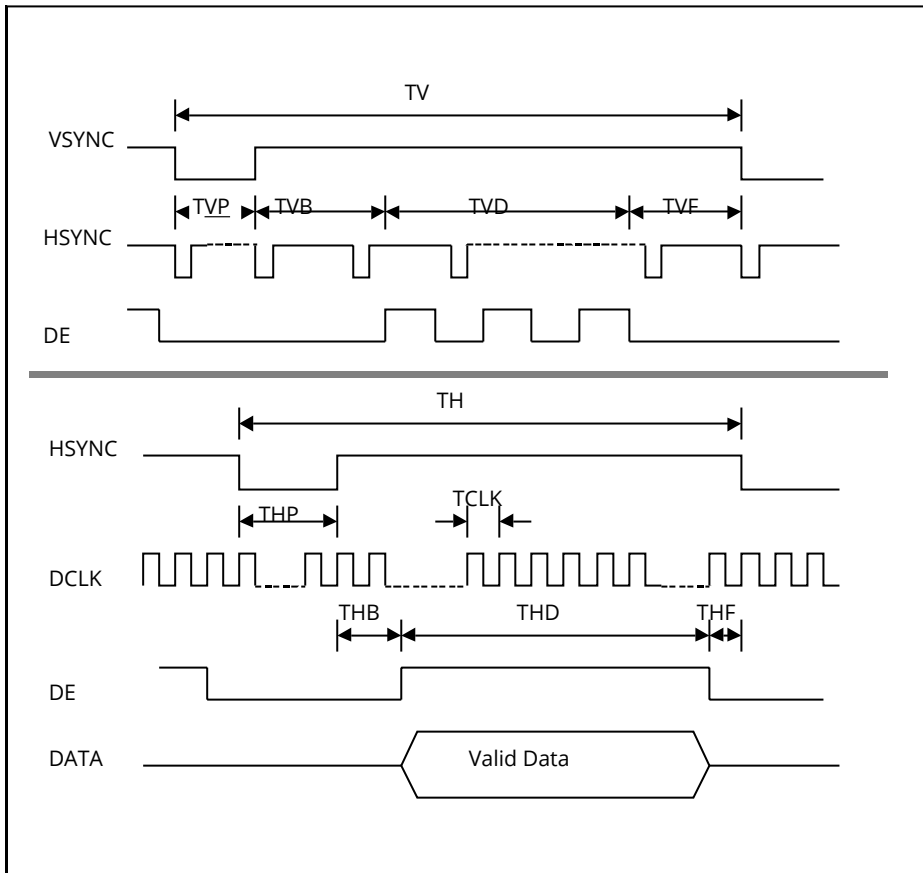 TV
VSYNC
TVP TVB TVD TVF
HSYNC
DE
TH
HSYNC
THP TCLK
DCLK
THB THD THF
DE
DATA Valid Data